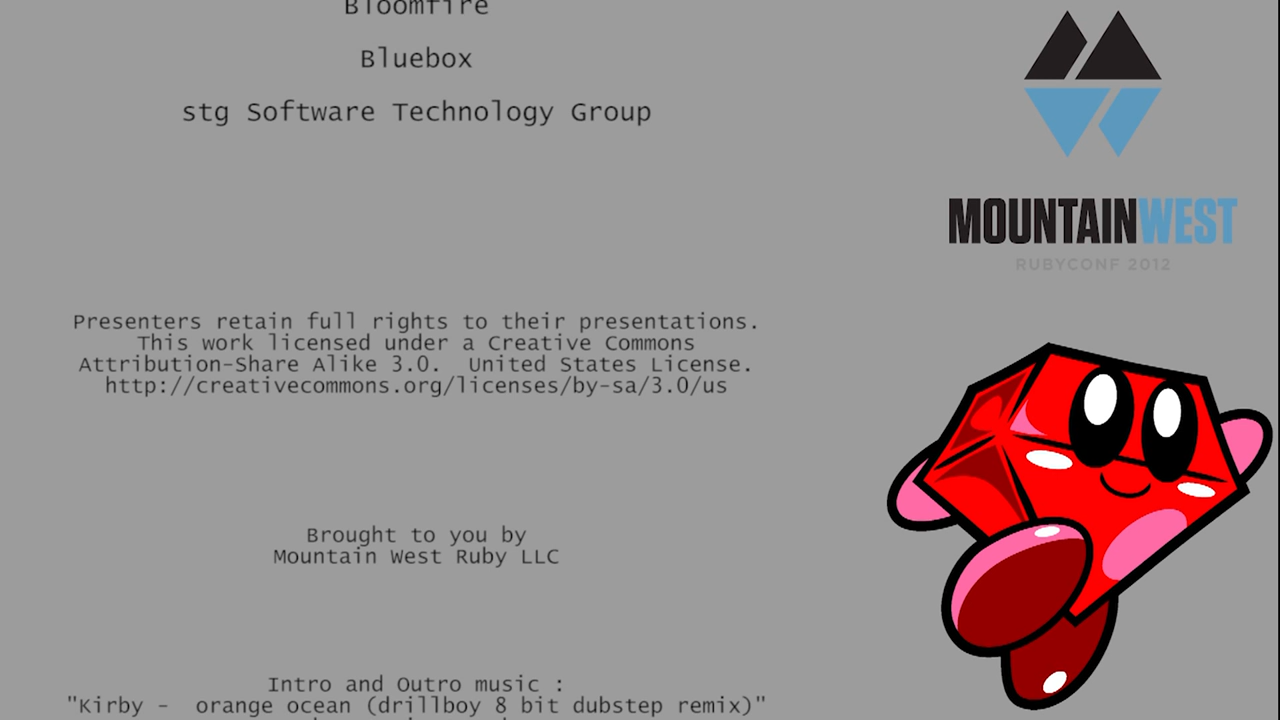 Bloomfire
Bluebox
stg Software Technology Group
MOUNTAINWEST
RUBYCONF 2012
Presenters retain full rights to their presentations.
This work licensed under a Creative Commons
Attribution-Share Alike 3.0.  United States License.
http://creativecommons.org/licenses/by-sa/3.0/us
Brought to you by
Mountain West Ruby LLC
Intro and Outro music :
"Kirby -  orange ocean (drillboy 8 bit dubstep remix)"